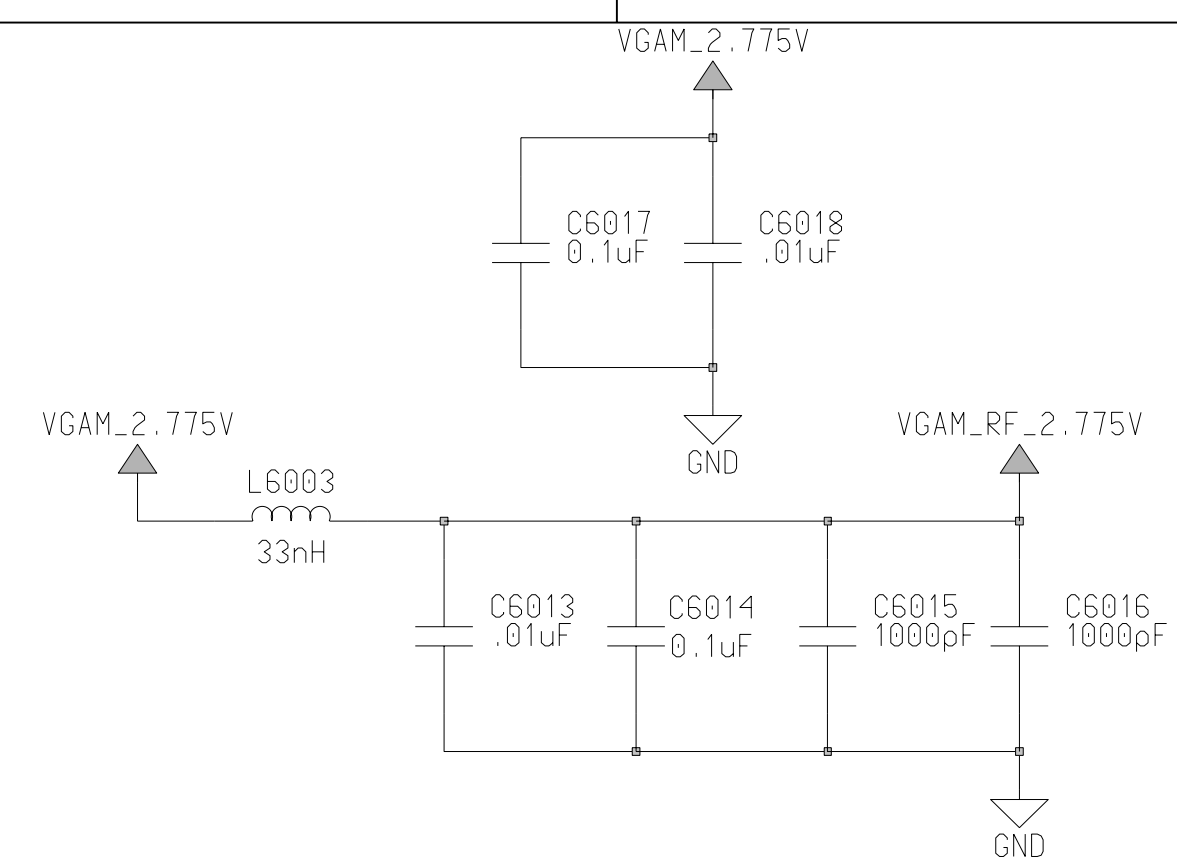 VGAM_2.775V
C6017
0.1uF
C6018
.01uF
GND
VGAM_2.775V
L6003
33nH
VGAM_RF_2.775V
C6013
.01uF
C6014
0.1uF
C6015
1000pF
C6016
1000pF
GND